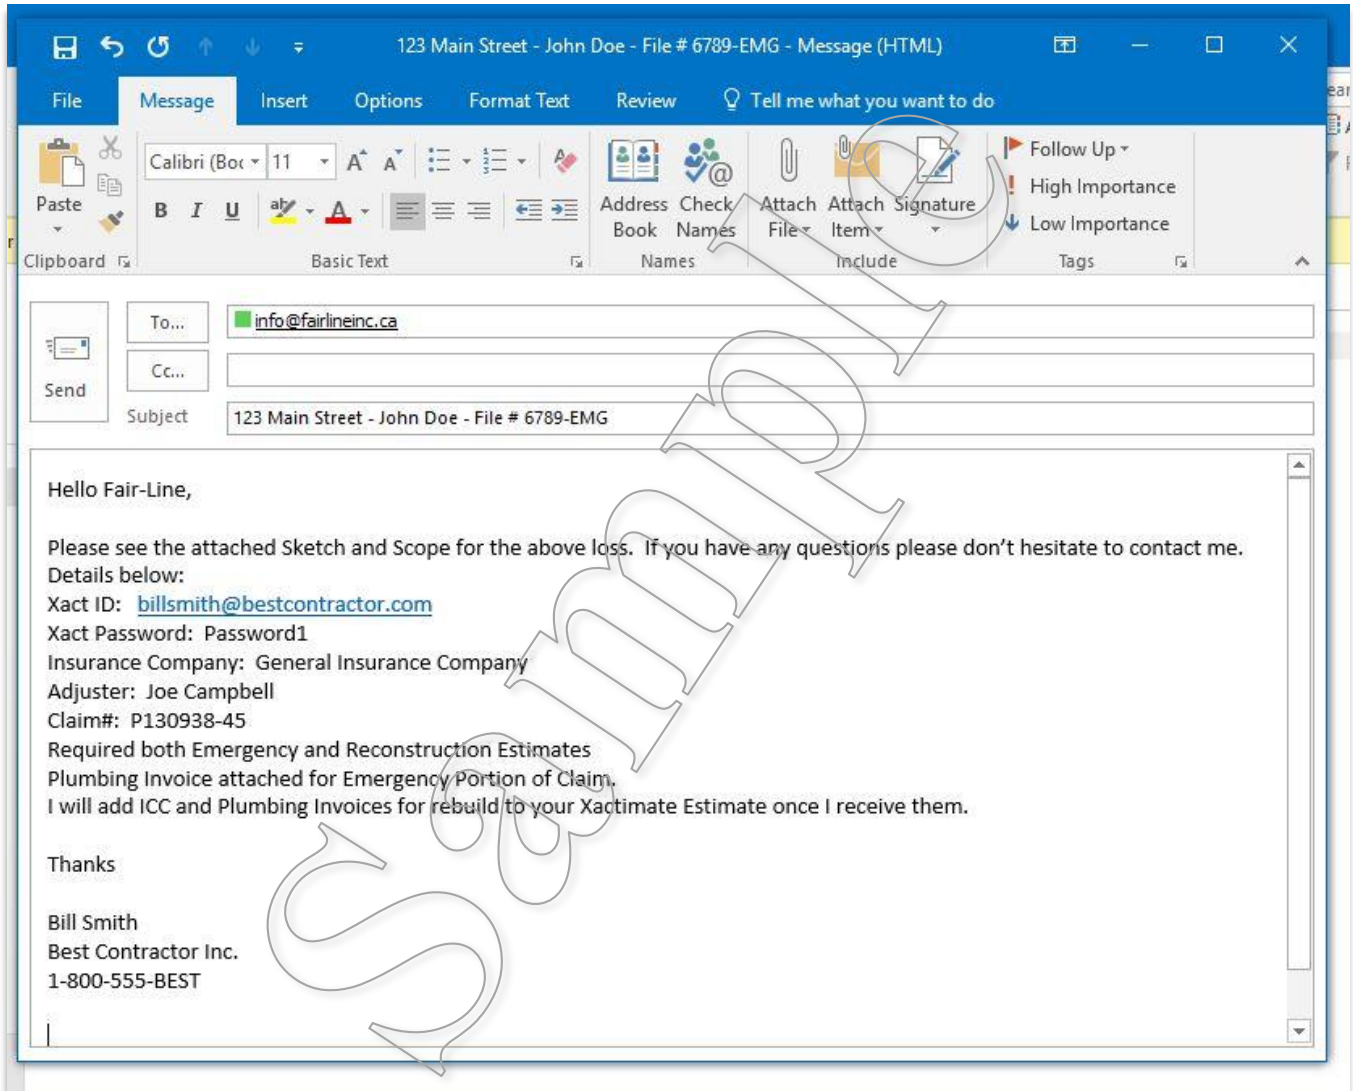 123 Main Street - John Doe - File # 6789-EMG - Message (HTML)
File Message Insert Options Format Text Review Tell me what you want to do
Paste
Clipboard
Calibri (Boc 11 A A
B I U aby A
Basic Text
Address Book
Check Names
Names
Attach File
Attach Item
Signature
Include
Follow Up
High Importance
Low Importance
Tags
Send
To... info@fairlineinc.ca
Cc...
Subject 123 Main Street - John Doe - File # 6789-EMG
Hello Fair-Line,
Please see the attached Sketch and Scope for the above loss. If you have any questions please don't hesitate to contact me.
Details below:
Xact ID: billsmith@bestcontractor.com
Xact Password: Password1
Insurance Company: General Insurance Company
Adjuster: Joe Campbell
Claim#: P130938-45
Required both Emergency and Reconstruction Estimates
Plumbing Invoice attached for Emergency Portion of Claim.
I will add ICC and Plumbing Invoices for rebuild to your Xactimate Estimate once I receive them.
Thanks
Bill Smith
Best Contractor Inc.
1-800-555-BEST
Sample